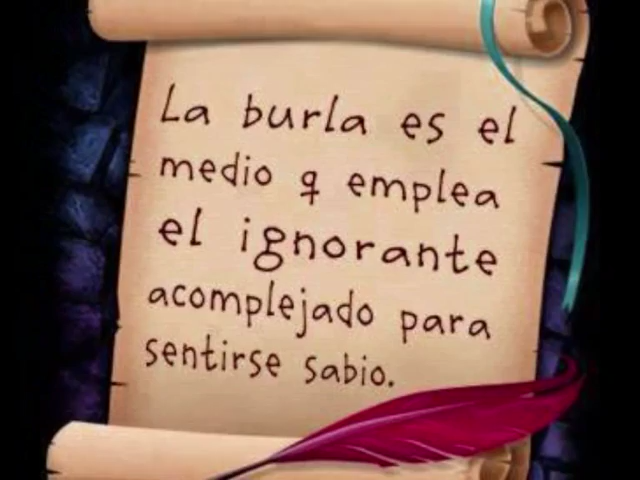 La burla es el
medio q emplea
el ignorante
acomplejado para
sentirse sabio.